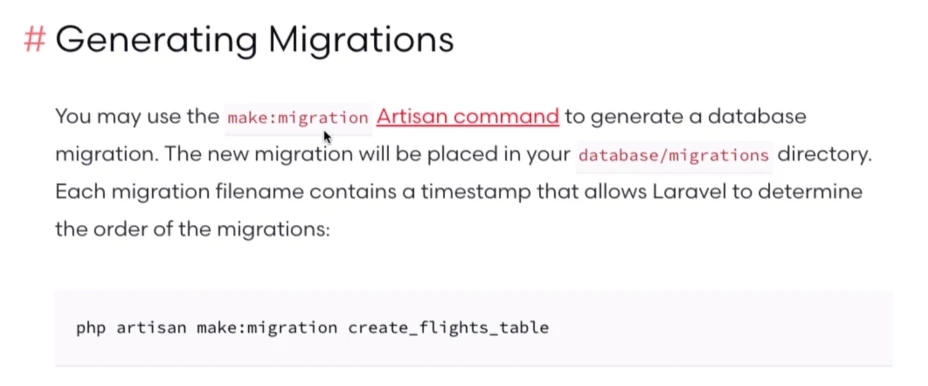 # Generating Migrations
You may use the make:migration Artisan command to generate a database
migration. The new migration will be placed in your database/migrations directory.
Each migration filename contains a timestamp that allows Laravel to determine
the order of the migrations:
php artisan make:migration create_flights_table